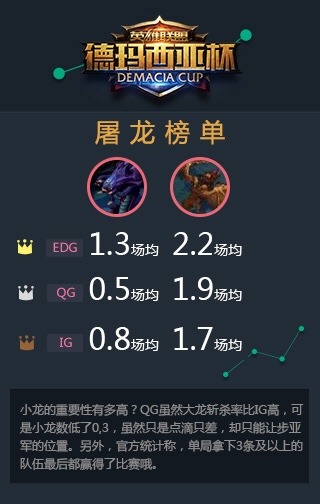 英雄联盟
德玛西亚杯
DEMACIA CUP
屠龙榜单
EDG 1.3场均 2.2场均
QG 0.5场均 1.9场均
IG 0.8场均 1.7场均
小龙的重要性有多高？QG虽然大龙斩杀率比IG高，可
是小龙数低了0,3，虽然只是点滴只差，却只能让步亚
军的位置。另外，官方统计称，单局拿下3条及以上的
队伍最后都赢得了比赛哦。